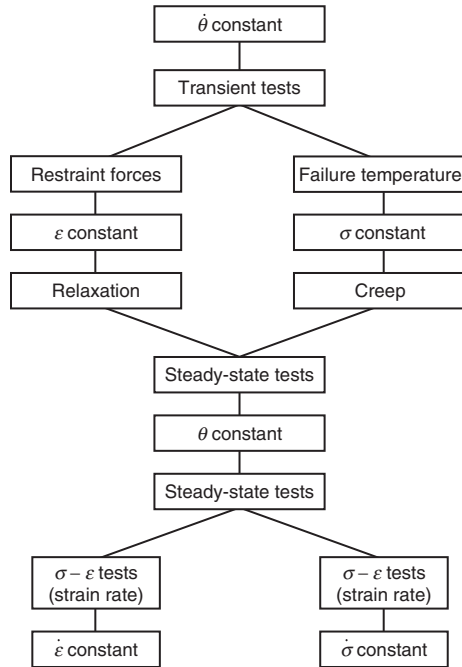 θ̇ constant
Transient tests
Restraint forces
Failure temperature
ε constant
σ constant
Relaxation
Creep
Steady-state tests
θ constant
Steady-state tests
σ – ε tests
(strain rate)
σ – ε tests
(strain rate)
ε̇ constant
σ̇ constant